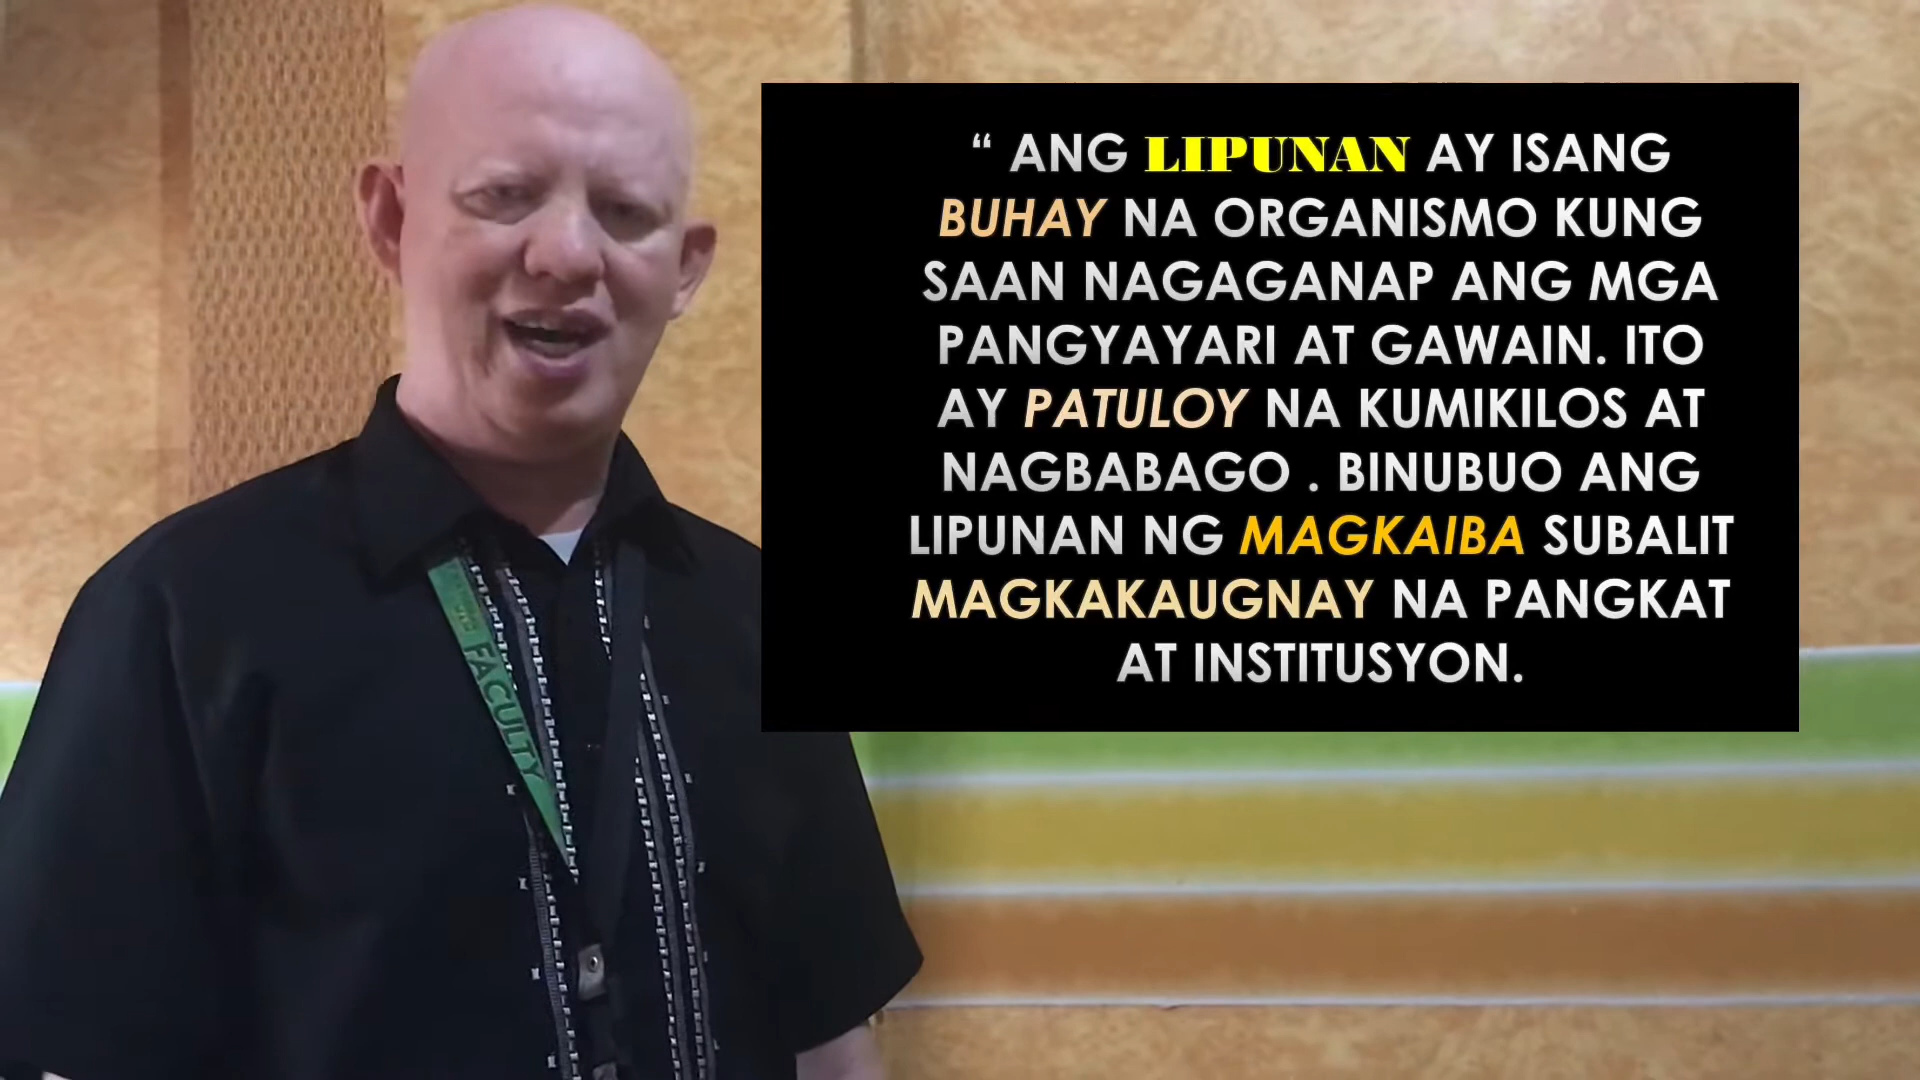 “ ANG LIPUNAN AY ISANG
BUHAY NA ORGANISMO KUNG
SAAN NAGAGANAP ANG MGA
PANGYAYARI AT GAWAIN. ITO
AY PATULOY NA KUMIKILOS AT
NAGBABAGO . BINUBUO ANG
LIPUNAN NG MAGKAIBA SUBALIT
MAGKAKAUGNAY NA PANGKAT
AT INSTITUSYON.
FACULTY